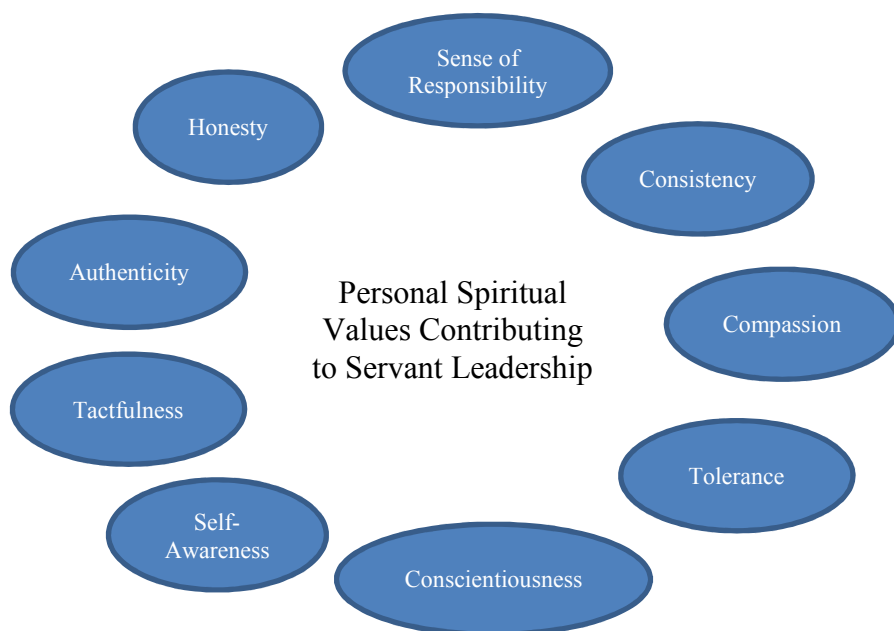 Sense of
Responsibility
Honesty
Consistency
Authenticity
Personal Spiritual
Values Contributing
to Servant Leadership
Compassion
Tactfulness
Tolerance
Self-
Awareness
Conscientiousness